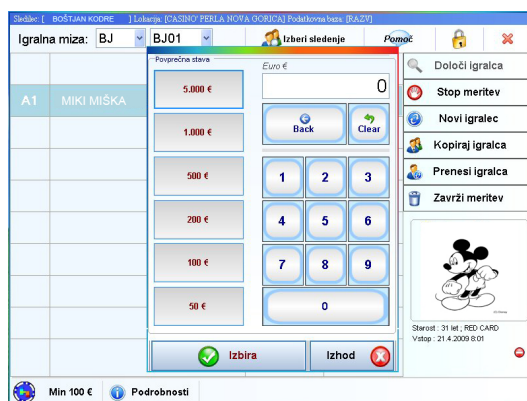 Sledilec: [ BOŠTJAN KODRE ] Lokacija: [CASINO' PERLA NOVA GORICA] Podatkovna baza: [RAZV]
Igralna miza: BJ BJ01 Izberi sledenje Pomoč
Povprečna stava
Euro €
0
5.000 €
1.000 €
500 €
200 €
100 €
50 €
Back Clear
1 2 3
4 5 6
7 8 9
0
Izbira Izhod
A1 MIKI MIŠKA
Določi igralca
Stop meritev
Novi igralec
Kopiraj igralca
Prenesi igralca
Zavrži meritev
Starost : 31 let ; RED CARD
Vstop : 21.4.2009 8:01
Min 100 € Podrobnosti